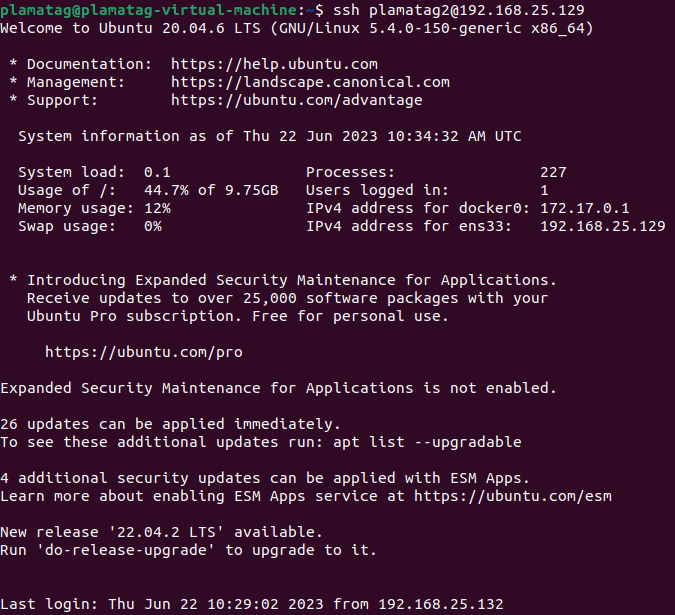 plamatag@plamatag-virtual-machine:~$ ssh plamatag2@192.168.25.129
Welcome to Ubuntu 20.04.6 LTS (GNU/Linux 5.4.0-150-generic x86_64)
* Documentation:  https://help.ubuntu.com
* Management:     https://landscape.canonical.com
* Support:        https://ubuntu.com/advantage
System information as of Thu 22 Jun 2023 10:34:32 AM UTC
System load:  0.1                Processes:                225
Usage of /:   44.7% of 9.75GB   Users logged in:          1
Memory usage: 12%               IPv4 address for docker0: 172.17.0.1
Swap usage:   0%                IPv4 address for ens33:   192.168.25.129
* Introducing Expanded Security Maintenance for Applications.
Receive updates to over 25,000 software packages with your
Ubuntu Pro subscription. Free for personal use.
https://ubuntu.com/pro
Expanded Security Maintenance for Applications is not enabled.
26 updates can be applied immediately.
To see these additional updates run: apt list --upgradable
4 additional security updates can be applied with ESM Apps.
Learn more about enabling ESM Apps service at https://ubuntu.com/esm
New release '22.04.2 LTS' available.
Run 'do-release-upgrade' to upgrade to it.
Last login: Thu Jun 22 10:29:02 2023 from 192.168.25.132